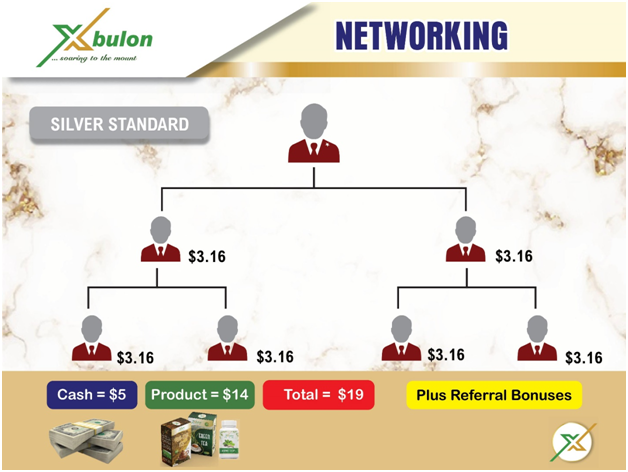 Xbulon
... soaring to the mount
NETWORKING
SILVER STANDARD
$3.16
$3.16
$3.16
$3.16
$3.16
$3.16
Cash = $5
Product = $14
Total = $19
Plus Referral Bonuses
GREEN
TEA
X